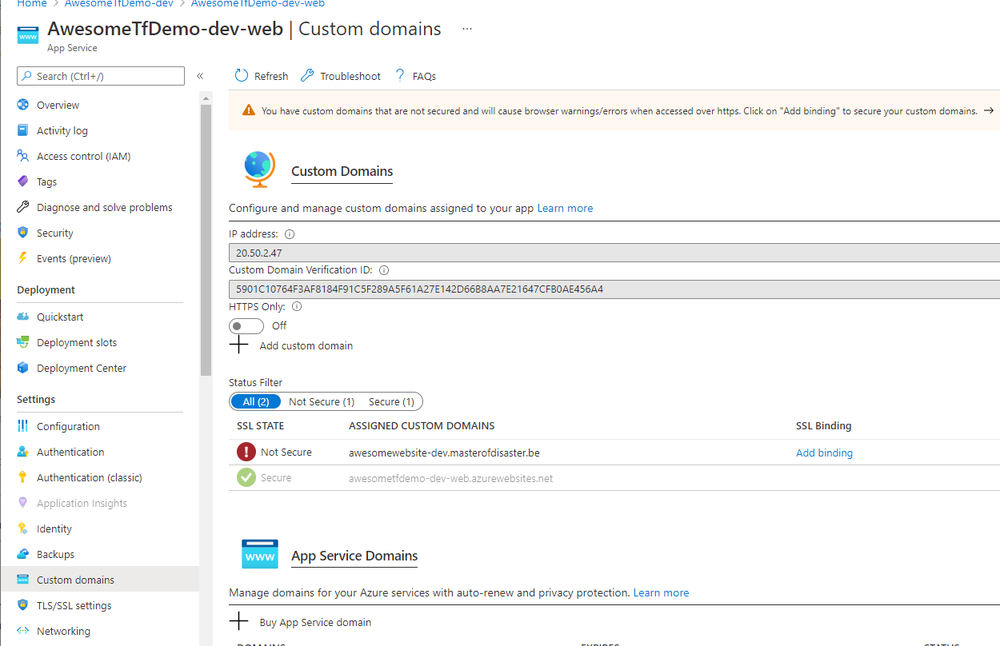 Home > AwesomeTfDemo-dev > AwesomeTfDemo-dev-web
AwesomeTfDemo-dev-web | Custom domains ...
App Service
Search (Ctrl+/)
«
Refresh
Troubleshoot
? FAQs
You have custom domains that are not secured and will cause browser warnings/errors when accessed over https. Click on "Add binding" to secure your custom domains. →
Overview
Activity log
Access control (IAM)
Tags
Diagnose and solve problems
Security
Events (preview)
Deployment
Quickstart
Deployment slots
Deployment Center
Settings
Configuration
Authentication
Authentication (classic)
Application Insights
Identity
Backups
Custom domains
TLS/SSL settings
Networking
Custom Domains
Configure and manage custom domains assigned to your app Learn more
IP address:
20.50.2.47
Custom Domain Verification ID:
5901C10764F3AF8184F91C5F289A5F61A27E142D66B8AA7E21647CFB0AE456A4
HTTPS Only:
Off
Add custom domain
Status Filter
All (2) Not Secure (1) Secure (1)
SSL STATE ASSIGNED CUSTOM DOMAINS SSL Binding
Not Secure awesomewebsite-dev.masterofdisaster.be Add binding
Secure awesometfdemo-dev-web.azurewebsites.net
www App Service Domains
Manage domains for your Azure services with auto-renew and privacy protection. Learn more
Buy App Service domain
DOMAINS EXPIRES STATUS